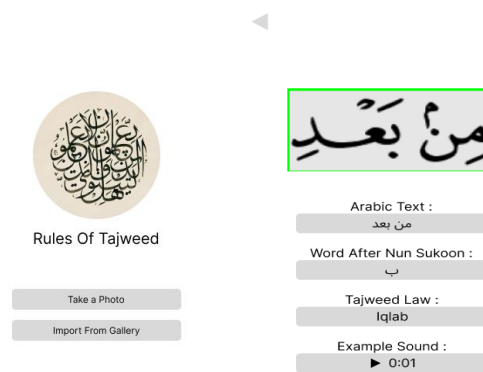 Rules Of Tajweed
Take a Photo
Import From Gallery
مِنْ بَعْدِ
Arabic Text :
من بعد
Word After Nun Sukoon :
ب
Tajweed Law :
Iqlab
Example Sound :
▶ 0:01